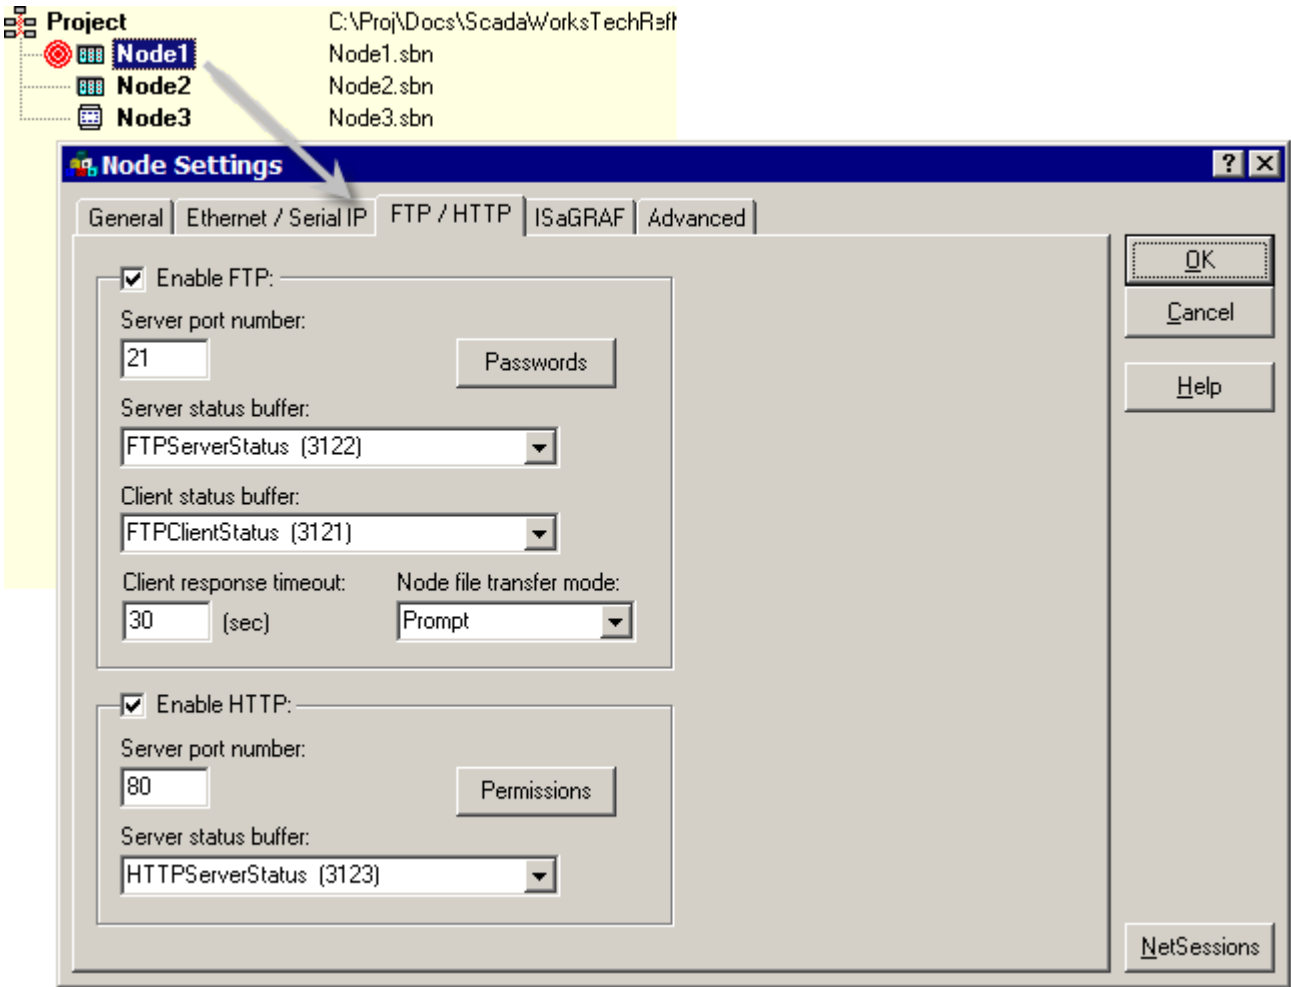 Project C:\Proj\Docs\ScadaWorksTechRef
Node1 Node1.sbn
Node2 Node2.sbn
Node3 Node3.sbn
Node Settings
General Ethernet / Serial IP FTP / HTTP ISaGRAF Advanced
Enable FTP:
OK
Server port number:
Cancel
21
Passwords
Help
Server status buffer:
FTPServerStatus (3122)
Client status buffer:
FTPClientStatus (3121)
Client response timeout: Node file transfer mode:
30 (sec) Prompt
Enable HTTP:
Server port number:
80
Permissions
Server status buffer:
HTTPServerStatus (3123)
NetSessions